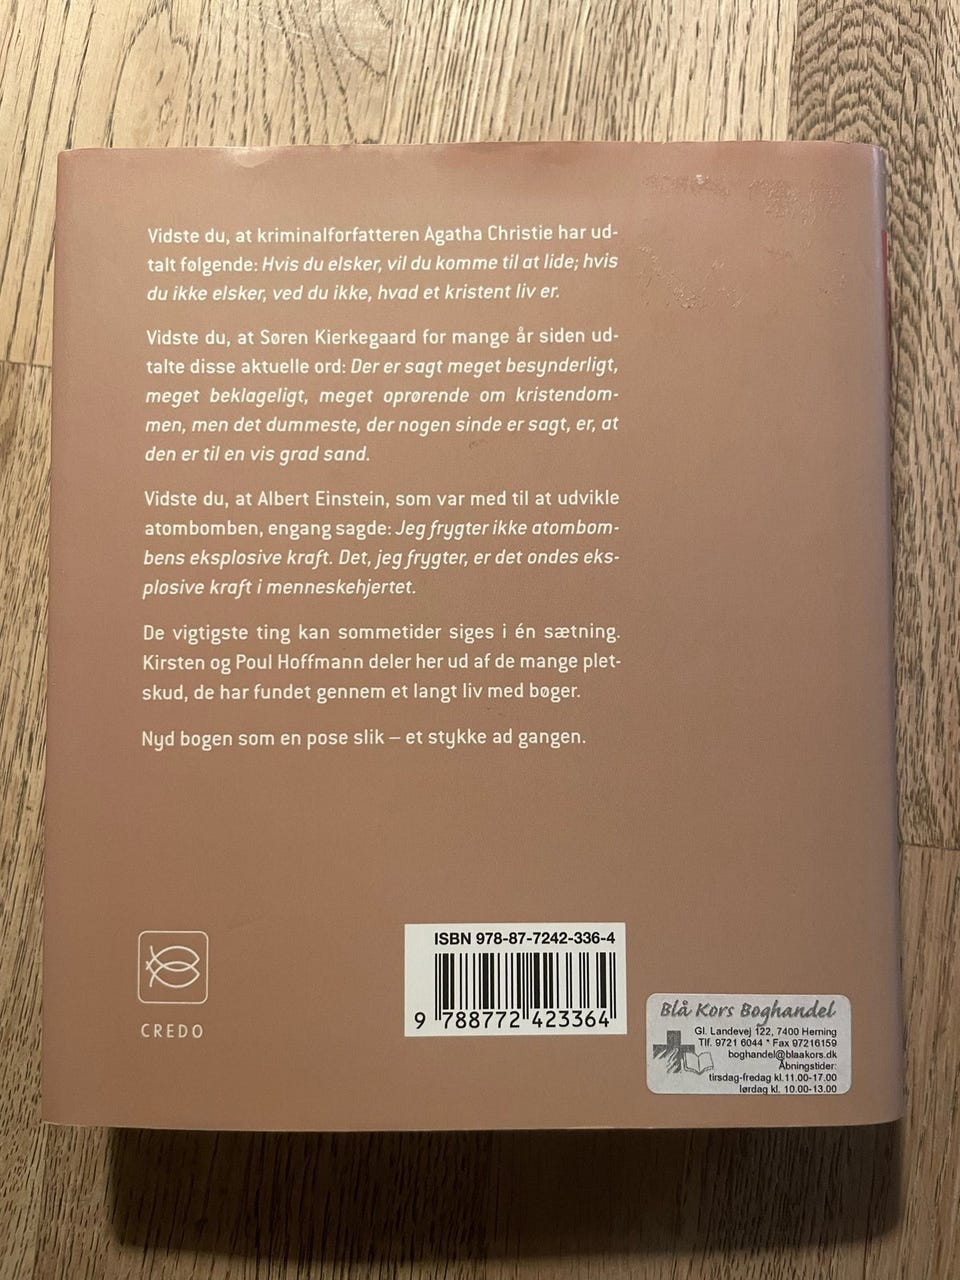 Vidste du, at kriminalforfatteren Agatha Christie har ud-
talt følgende: Hvis du elsker, vil du komme til at lide; hvis
du ikke elsker, ved du ikke, hvad et kristent liv er.
Vidste du, at Søren Kierkegaard for mange år siden ud-
talte disse aktuelle ord: Der er sagt meget besynderligt,
meget beklageligt, meget oprørende om kristendom-
men, men det dummeste, der nogen sinde er sagt, er, at
den er til en vis grad sand.
Vidste du, at Albert Einstein, som var med til at udvikle
atombomben, engang sagde: Jeg frygter ikke atombom-
bens eksplosive kraft. Det, jeg frygter, er det ondes eks-
plosive kraft i menneskehjertet.
De vigtigste ting kan sommetider siges i én sætning.
Kirsten og Poul Hoffmann deler her ud af de mange plet-
skud, de har fundet gennem et langt liv med bøger.
Nyd bogen som en pose slik – et stykke ad gangen.
CREDO
ISBN 978-87-7242-336-4
9 788772 423364
Blå Kors Boghandel
Gl. Landevej 122, 7400 Herning
Tlf. 9721 6044 * Fax 97216159
boghandel@blaakors.dk
Åbningstider:
tirsdag-fredag kl.11.00-17.00
lørdag kl. 10.00-13.00